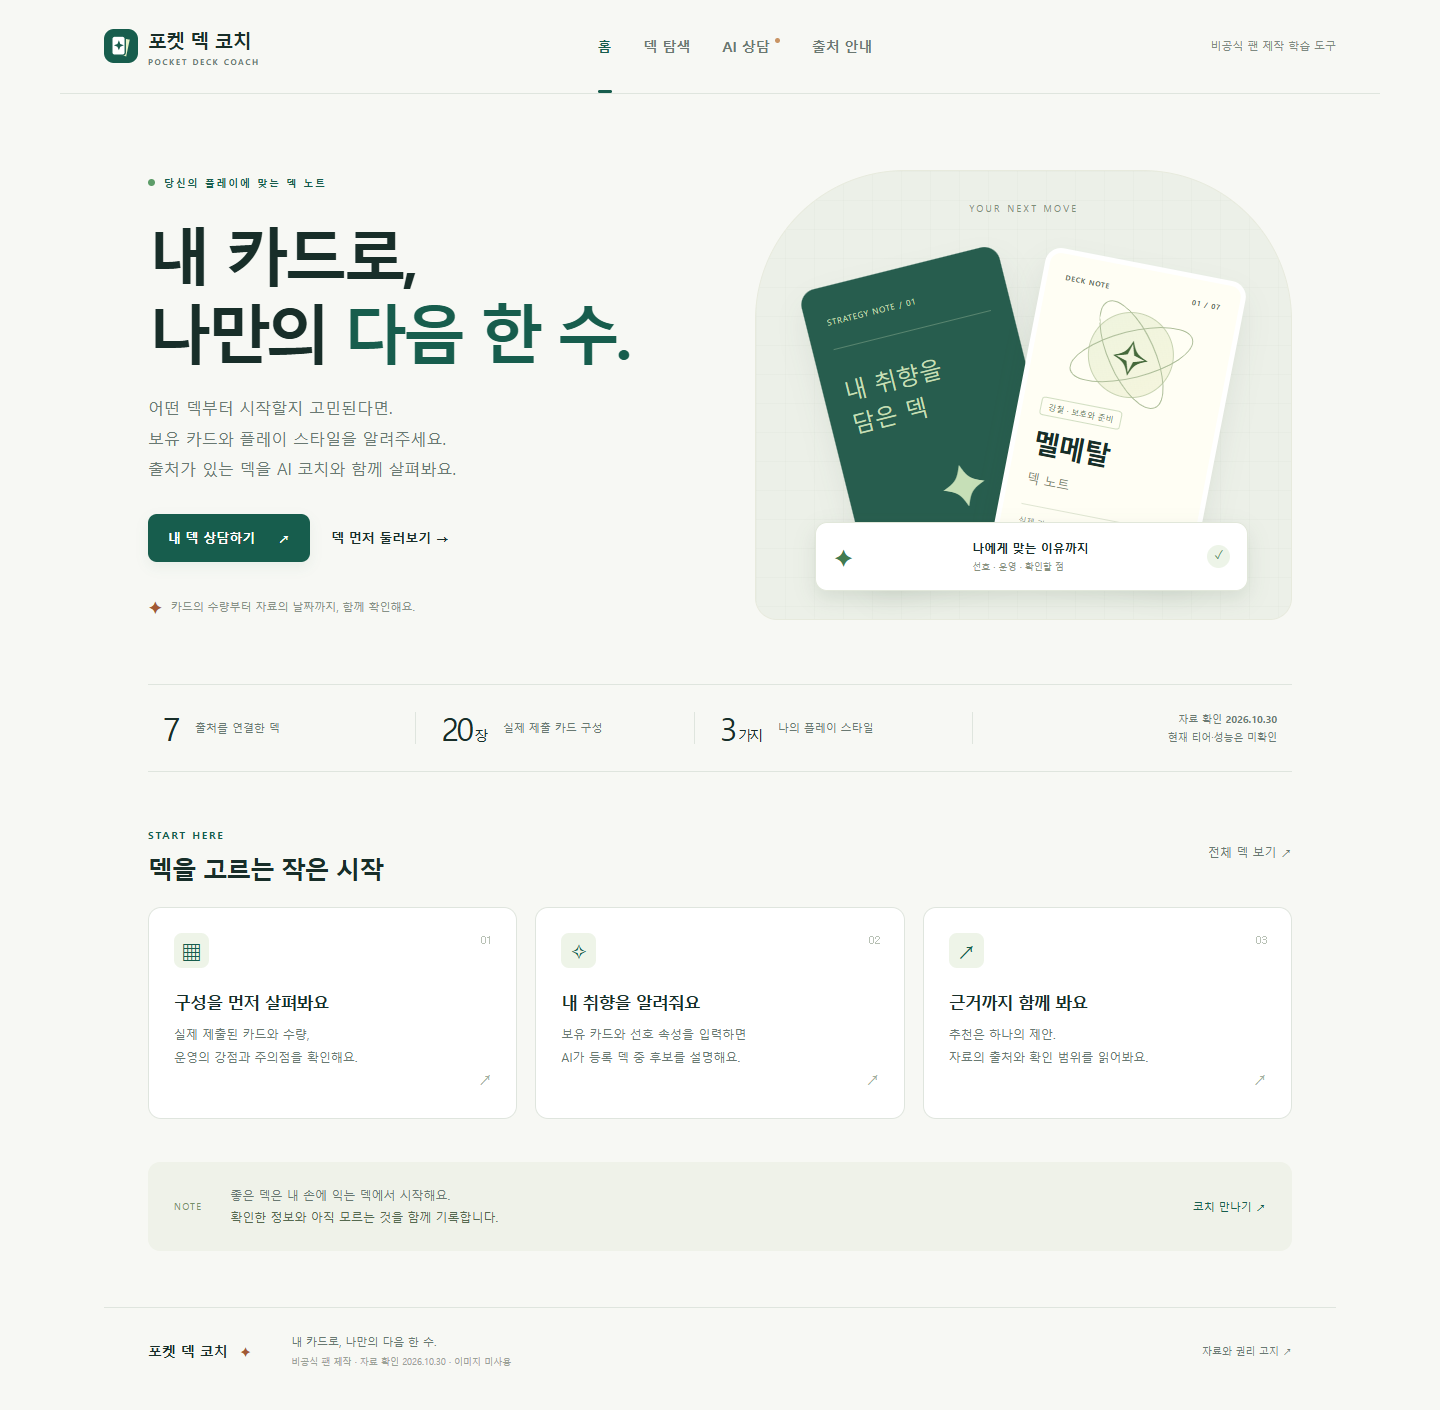 포켓 덱 코치
POCKET DECK COACH
홈
덱 탐색
AI 상담
출처 안내
비공식 팬 제작 학습 도구
당신의 플레이에 맞는 덱 노트
내 카드로,
나만의 다음 한 수.
어떤 덱부터 시작할지 고민된다면.
보유 카드와 플레이 스타일을 알려주세요.
출처가 있는 덱을 AI 코치와 함께 살펴봐요.
내 덱 상담하기 ↗
덱 먼저 둘러보기 →
카드의 수량부터 자료의 날짜까지, 함께 확인해요.
YOUR NEXT MOVE
STRATEGY NOTE / 01
내 취향을
담은 덱
DECK NOTE
01 / 07
강철 · 보호와 준비
멜메탈
덱 노트
나에게 맞는 이유까지
선호 · 운영 · 확인할 점
7 출처를 연결한 덱
20장 실제 제출 카드 구성
3가지 나의 플레이 스타일
자료 확인 2026.10.30
현재 티어·성능은 미확인
START HERE
덱을 고르는 작은 시작
전체 덱 보기 ↗
01
구성을 먼저 살펴봐요
실제 제출된 카드와 수량,
운영의 강점과 주의점을 확인해요.
↗
02
내 취향을 알려줘요
보유 카드와 선호 속성을 입력하면
AI가 등록 덱 중 후보를 설명해요.
↗
03
근거까지 함께 봐요
추천은 하나의 제안.
자료의 출처와 확인 범위를 읽어봐요.
↗
NOTE
좋은 덱은 내 손에 익는 덱에서 시작해요.
확인한 정보와 아직 모르는 것을 함께 기록합니다.
코치 만나기 ↗
포켓 덱 코치
내 카드로, 나만의 다음 한 수.
비공식 팬 제작 · 자료 확인 2026.10.30 · 이미지 미사용
자료와 권리 고지 ↗